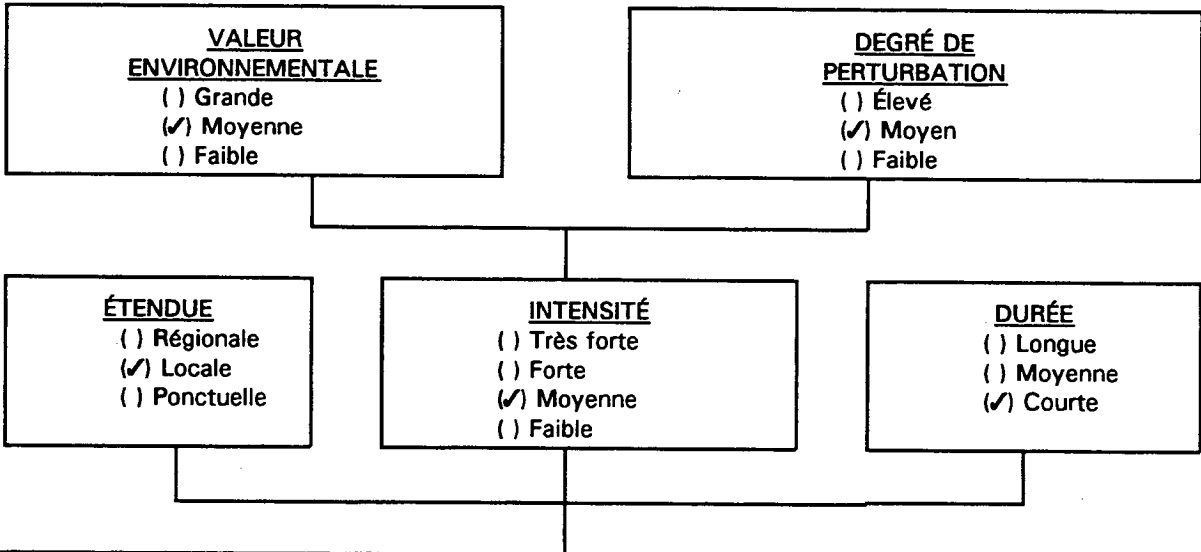 VALEUR
ENVIRONNEMENTALE
( ) Grande
(✓) Moyenne
( ) Faible
DEGRÉ DE
PERTURBATION
( ) Élevé
(✓) Moyen
( ) Faible
ÉTENDUE
( ) Régionale
(✓) Locale
( ) Ponctuelle
INTENSITÉ
( ) Très forte
( ) Forte
(✓) Moyenne
( ) Faible
DURÉE
( ) Longue
( ) Moyenne
(✓) Courte